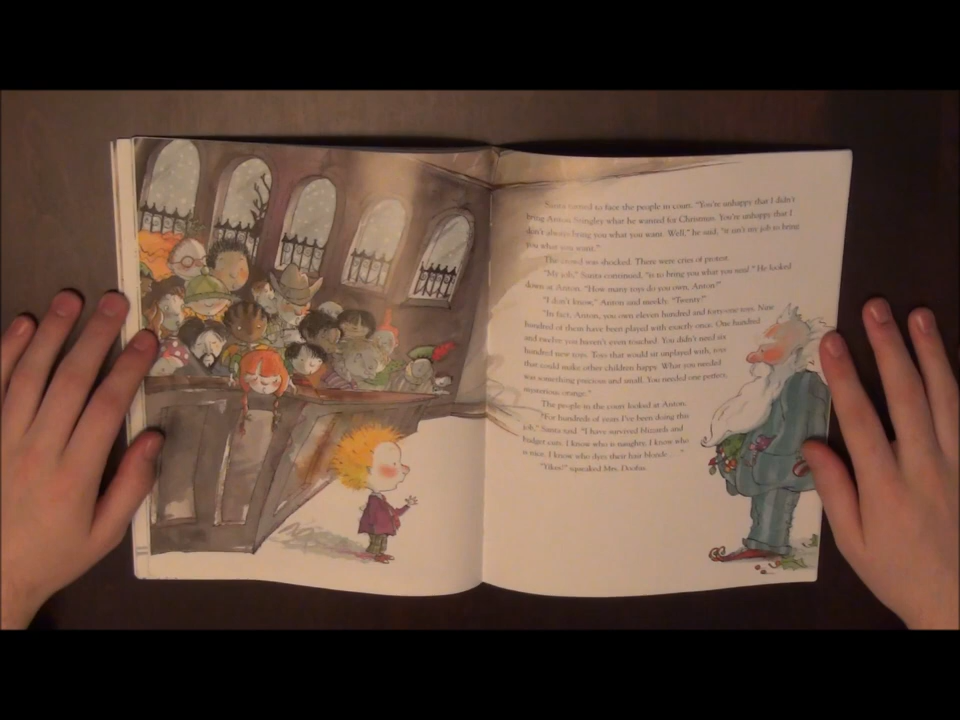 Santa turned to face the people in court. "You're unhappy that I didn't
bring Anton Stingley what he wanted for Christmas. You're unhappy that I
don't always bring you what you want. Well," he said, "it isn't my job to bring
you what you want."
The crowd was shocked. There were cries of protest.
"My job," Santa continued, "is to bring you what you need." He looked
down at Anton. "How many toys do you own, Anton?"
"I don't know," Anton said meekly. "Twenty?"
"In fact, Anton, you own eleven hundred and forty-one toys. Nine
hundred of them have been played with exactly once. One hundred
and twelve you haven't even touched. You didn't need six
hundred new toys. Toys that would sit unplayed with, toys
that could make other children happy. What you needed
was something precious and small. You needed one perfect,
mysterious orange."
The people in the court looked at Anton.
"For hundreds of years I've been doing this
job," Santa said. "I have survived blizzards and
budget cuts. I know who is naughty, I know who
is nice. I know who dyes their hair blonde . . ."
squeaked Mrs. Doofus.